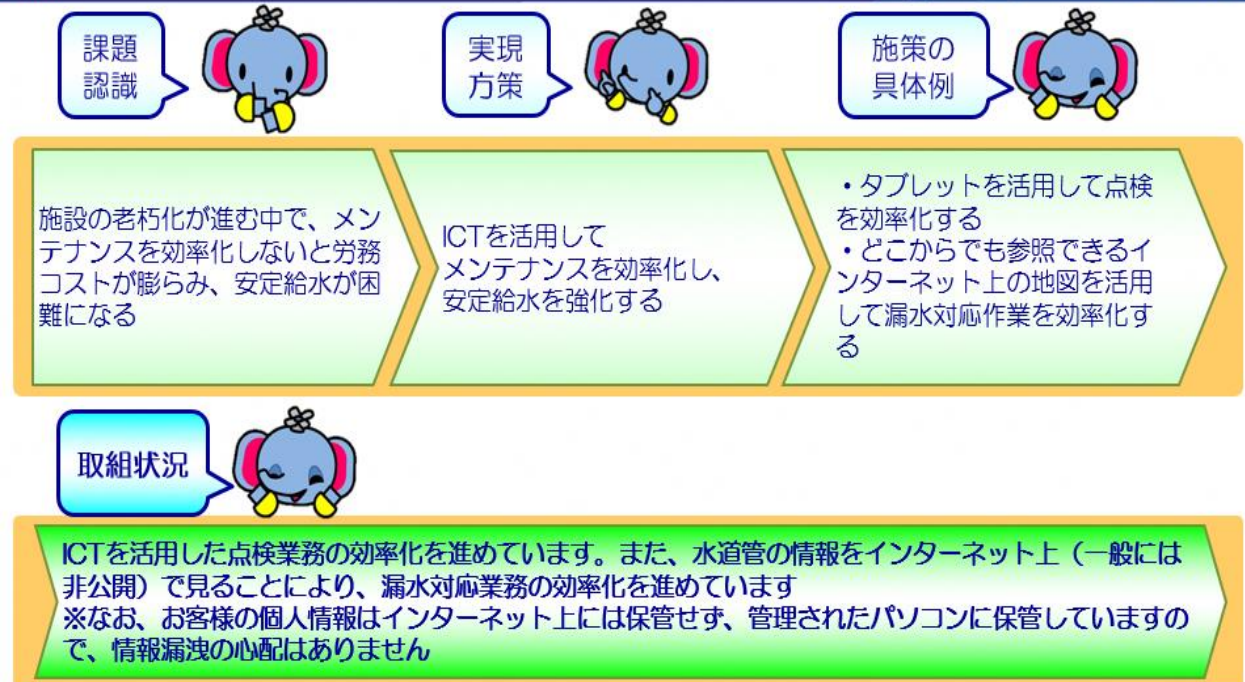 課題
認識
実現
方策
施策の
具体例
施設の老朽化が進む中で、メン
テナンスを効率化しないと労務
コストが膨らみ、安定給水が困
難になる
ICTを活用して
メンテナンスを効率化し、
安定給水を強化する
・タブレットを活用して点検
を効率化する
・どこからでも参照できるイ
ンターネット上の地図を活用
して漏水対応作業を効率化す
る
取組状況
ICTを活用した点検業務の効率化を進めています。また、水道管の情報をインターネット上（一般には
非公開）で見ることにより、漏水対応業務の効率化を進めています
※なお、お客様の個人情報はインターネット上には保管せず、管理されたパソコンに保管していますの
で、情報漏洩の心配はありません